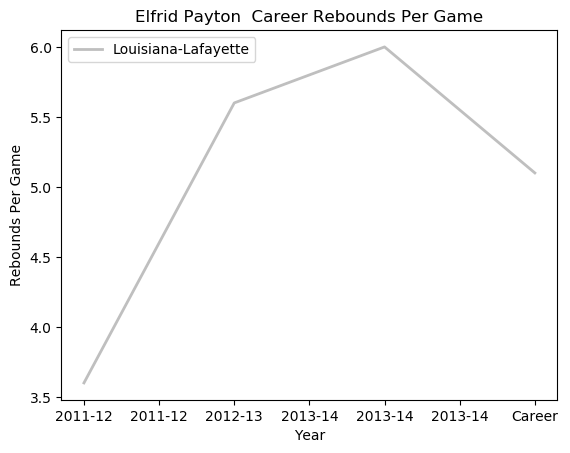 Elfrid Payton  Career Rebounds Per Game
Louisiana-Lafayette
6.0
5.5
5.0
4.5
4.0
3.5
Rebounds Per Game
2011-12 2011-12 2012-13 2013-14 2013-14 2013-14 Career
Year